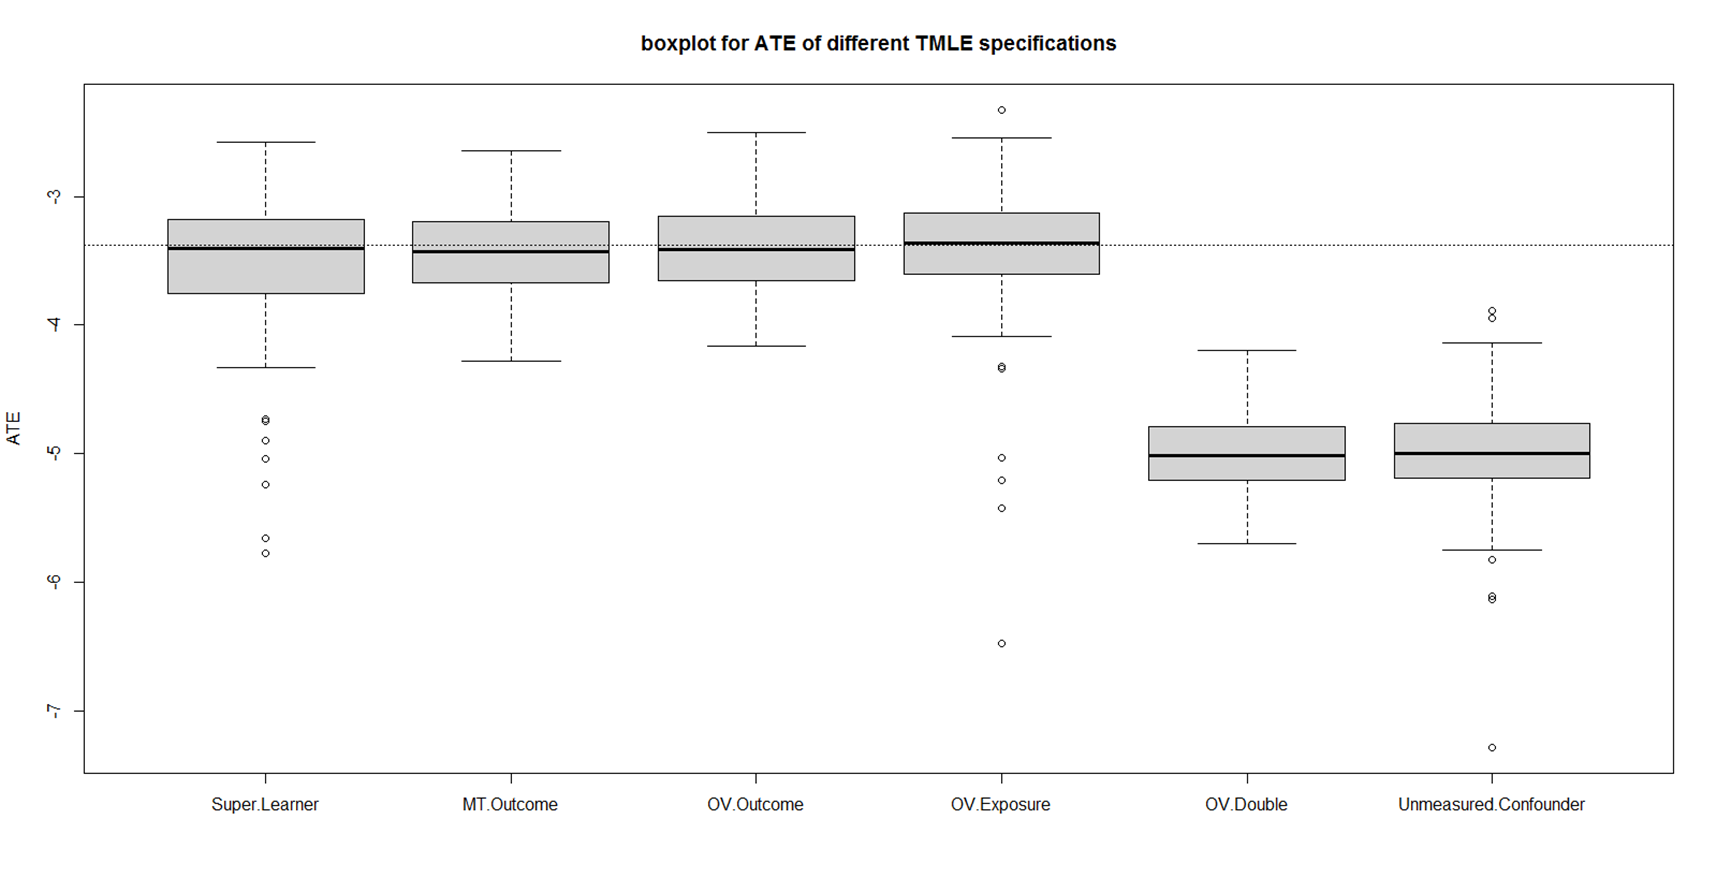 boxplot for ATE of different TMLE specifications
-3
-4
-5
-6
-7
ATE
Super.Learner MT.Outcome OV.Outcome OV.Exposure OV.Double Unmeasured.Confounder